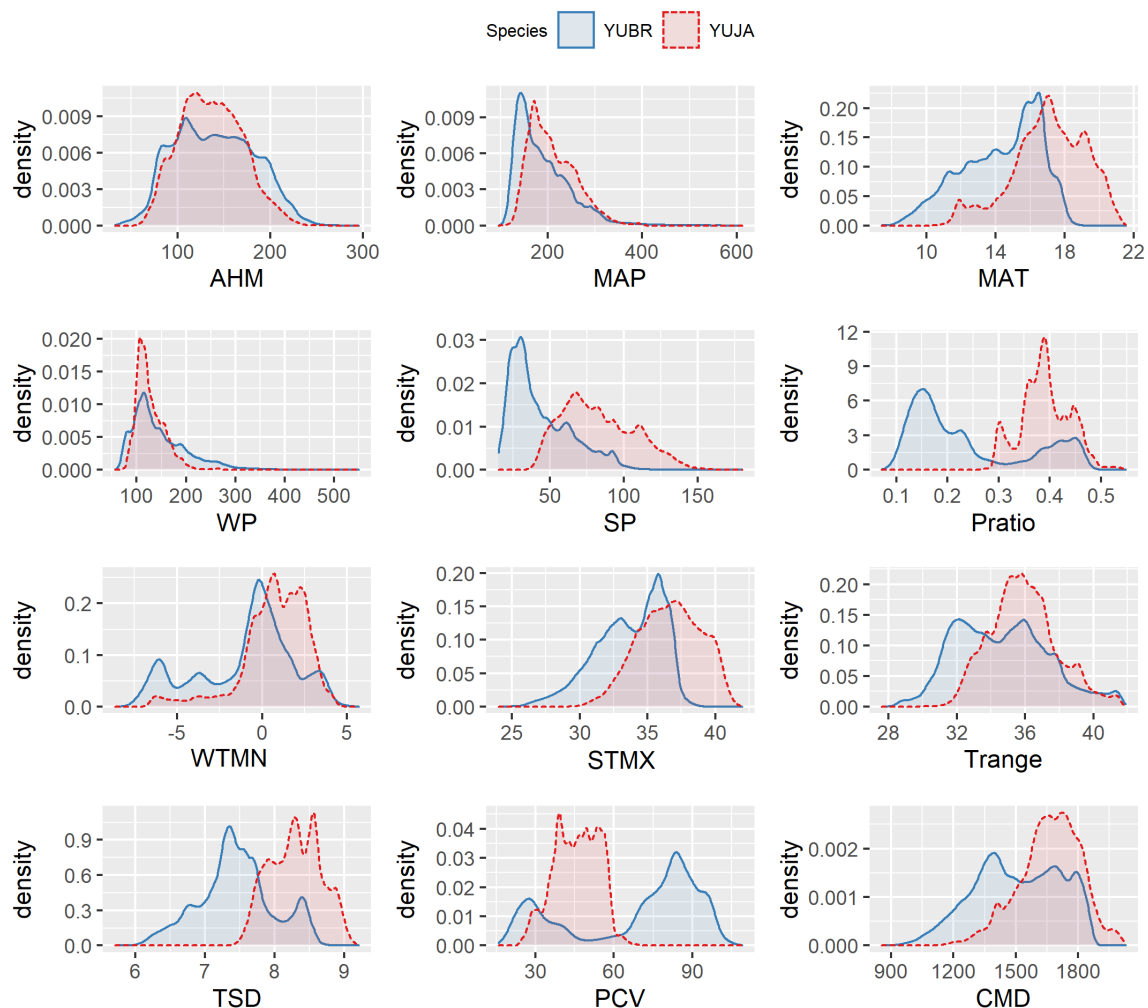 Species YUBR YUJA
density 0.009 0.006 0.003 0.000
100 200 300
AHM
density 0.009 0.006 0.003 0.000
200 400 600
MAP
density 0.20 0.15 0.10 0.05 0.00
10 14 18 22
MAT
density 0.020 0.015 0.010 0.005 0.000
100 200 300 400 500
WP
density 0.03 0.02 0.01 0.00
50 100 150
SP
density 12 9 6 3 0
0.1 0.2 0.3 0.4 0.5
Pratio
density 0.2 0.1 0.0
-5 0 5
WTMN
density 0.20 0.15 0.10 0.05 0.00
25 30 35 40
STMX
density 0.20 0.15 0.10 0.05 0.00
28 32 36 40
Trange
density 0.9 0.6 0.3 0.0
6 7 8 9
TSD
density 0.04 0.03 0.02 0.01 0.00
30 60 90
PCV
density 0.002 0.001 0.000
900 1200 1500 1800
CMD